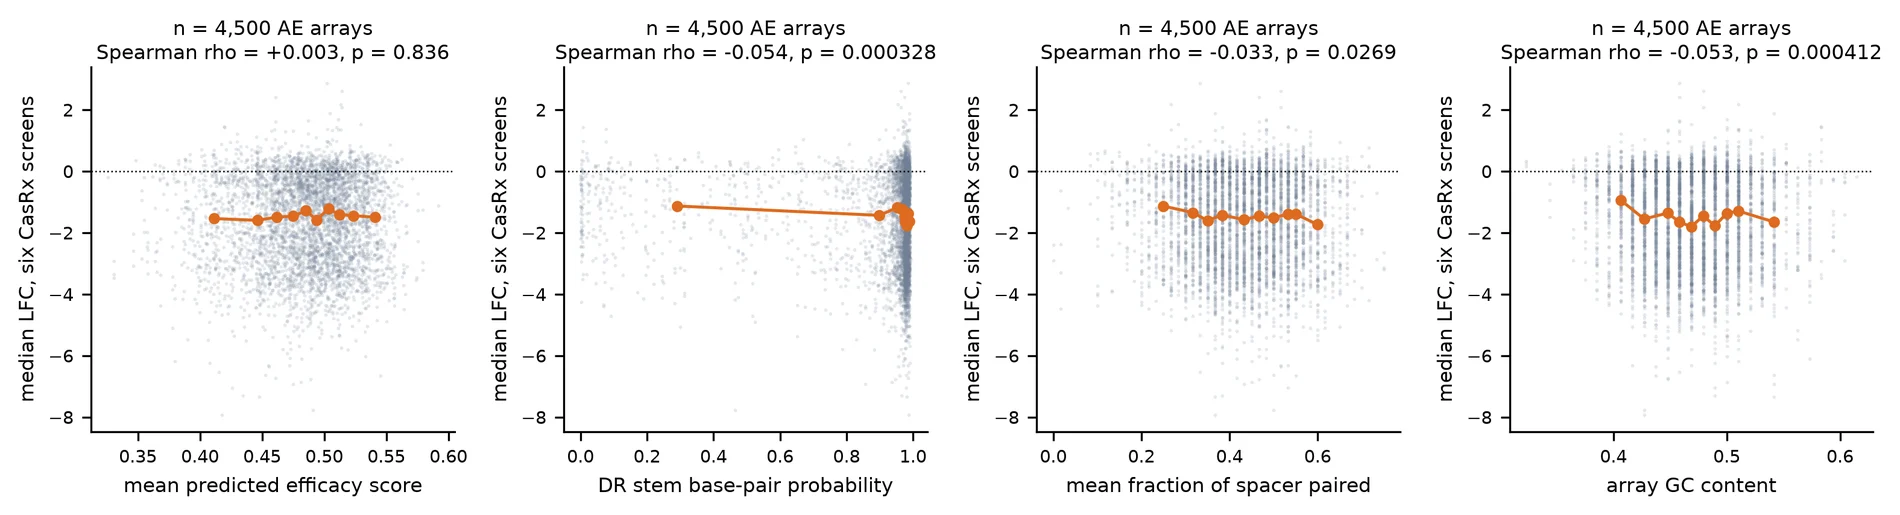 n = 4,500 AE arrays
Spearman rho = +0.003, p = 0.836
median LFC, six CasRx screens
2
0
−2
−4
−6
−8
0.35 0.40 0.45 0.50 0.55 0.60
mean predicted efficacy score
n = 4,500 AE arrays
Spearman rho = -0.054, p = 0.000328
median LFC, six CasRx screens
2
0
−2
−4
−6
−8
0.0 0.2 0.4 0.6 0.8 1.0
DR stem base-pair probability
n = 4,500 AE arrays
Spearman rho = -0.033, p = 0.0269
median LFC, six CasRx screens
2
0
−2
−4
−6
−8
0.0 0.2 0.4 0.6
mean fraction of spacer paired
n = 4,500 AE arrays
Spearman rho = -0.053, p = 0.000412
median LFC, six CasRx screens
2
0
−2
−4
−6
−8
0.4 0.5 0.6
array GC content